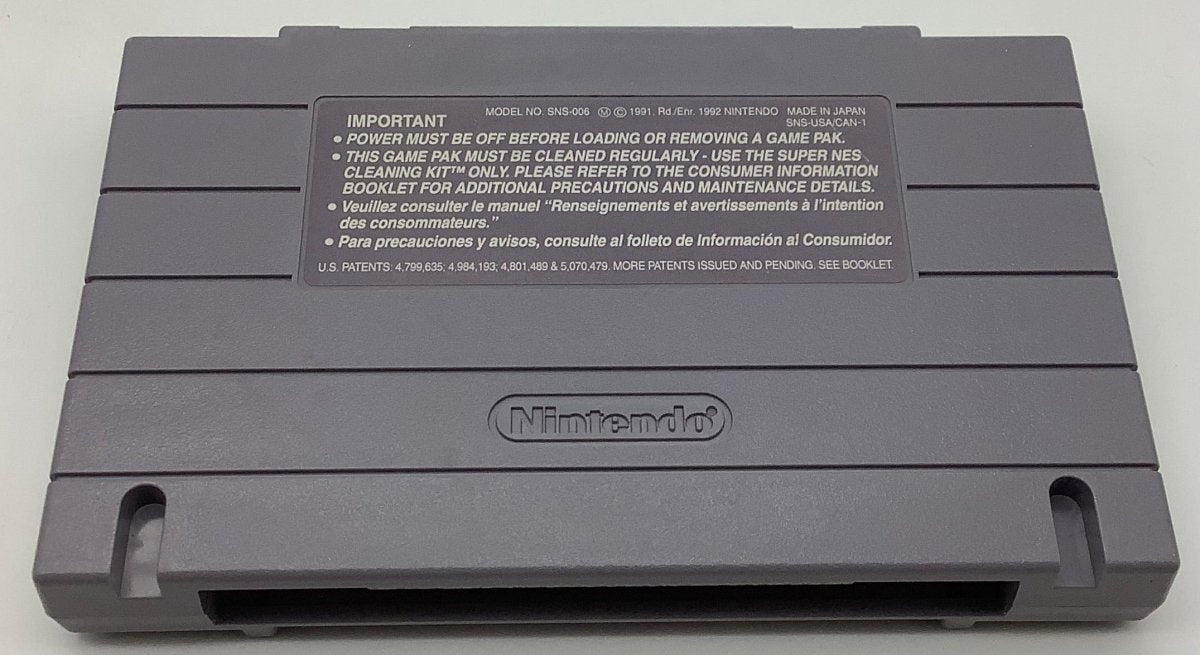 IMPORTANT MODEL NO. SNS-006 Ⓜ © 1991. Rd./Enr. 1992 NINTENDO MADE IN JAPAN
SNS-USA/CAN-1
• POWER MUST BE OFF BEFORE LOADING OR REMOVING A GAME PAK.
• THIS GAME PAK MUST BE CLEANED REGULARLY - USE THE SUPER NES
CLEANING KIT™ ONLY. PLEASE REFER TO THE CONSUMER INFORMATION
BOOKLET FOR ADDITIONAL PRECAUTIONS AND MAINTENANCE DETAILS.
• Veuillez consulter le manuel “Renseignements et avertissements à l’intention
des consommateurs.”
• Para precauciones y avisos, consulte al folleto de Información al Consumidor.
U.S. PATENTS: 4,799,635; 4,984,193; 4,801,489 & 5,070,479. MORE PATENTS ISSUED AND PENDING. SEE BOOKLET.
Nintendo®